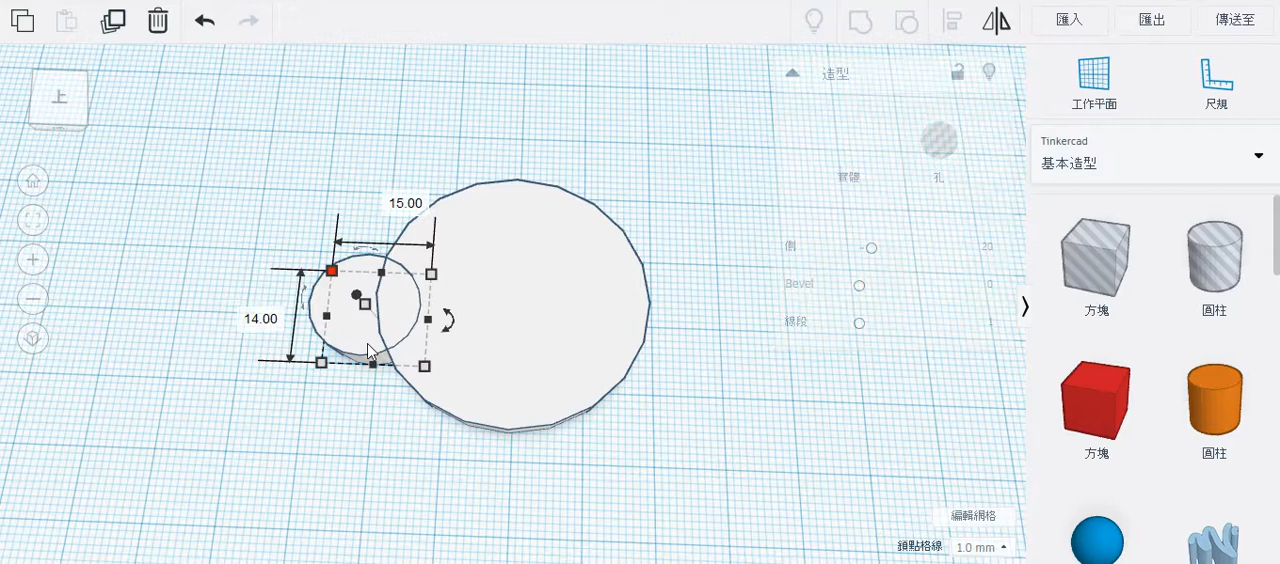 匯入
匯出
傳送至
上
造型
實體
孔
側
20
Bevel
0
線段
1
15.00
14.00
編輯網格
鎖點格線
1.0 mm
工作平面
尺規
Tinkercad
基本造型
方塊
圓柱
方塊
圓柱